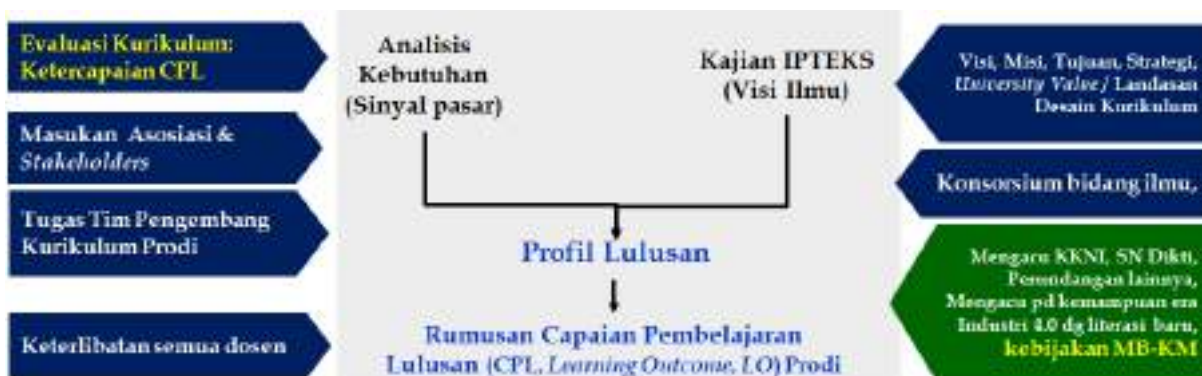 Evaluasi Kurikulum:
Ketercapaian CPL
Masukan Asosiasi &
Stakeholders
Tugas Tim Pengembang
Kurikulum Prodi
Keterlibatan semua dosen
Analisis
Kebutuhan
(Sinyal pasar)
Kajian IPTEKS
(Visi Ilmu)
Profil Lulusan
Rumusan Capaian Pembelajaran
Lulusan (CPL, Learning Outcome, LO) Prodi
Visi, Misi, Tujuan, Strategi,
University Value / Landasan
Desain Kurikulum
Konsorsium bidang ilmu,
Mengacu KKNI, SN Dikti,
Perundangan lainnya,
Mengacu pd kemampuan era
Industri 4.0 dg literasi baru,
kebijakan MB-KM